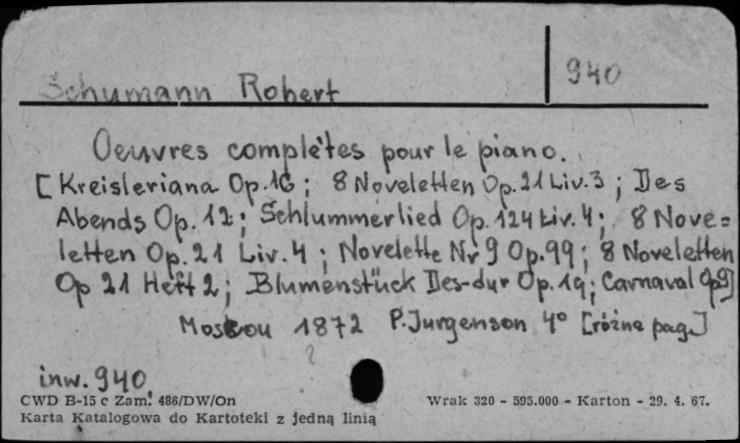 940
Schumann Robert
Oeuvres complètes pour le piano.
[Kreisleriana Op.16; 8 Noveletten Op.21 Liv.3; Des
Abends Op.12; Schlummerlied Op.124 Liv.4; 8 Nove=
letten Op.21 Liv.4; Novelette Nr 9 Op.99; 8 Noveletten
Op 21 Heft 2; Blumenstück Des-dur Op.19; Carnaval Op9]
Moscou 1872 P. Jurgenson 4° [różna pag.]
?
inw. 940
CWD B-15 c Zam. 486/DW/On Wrak 320 - 595.000 - Karton - 29. 4. 67.
Karta Katalogowa do Kartoteki z jedną linią